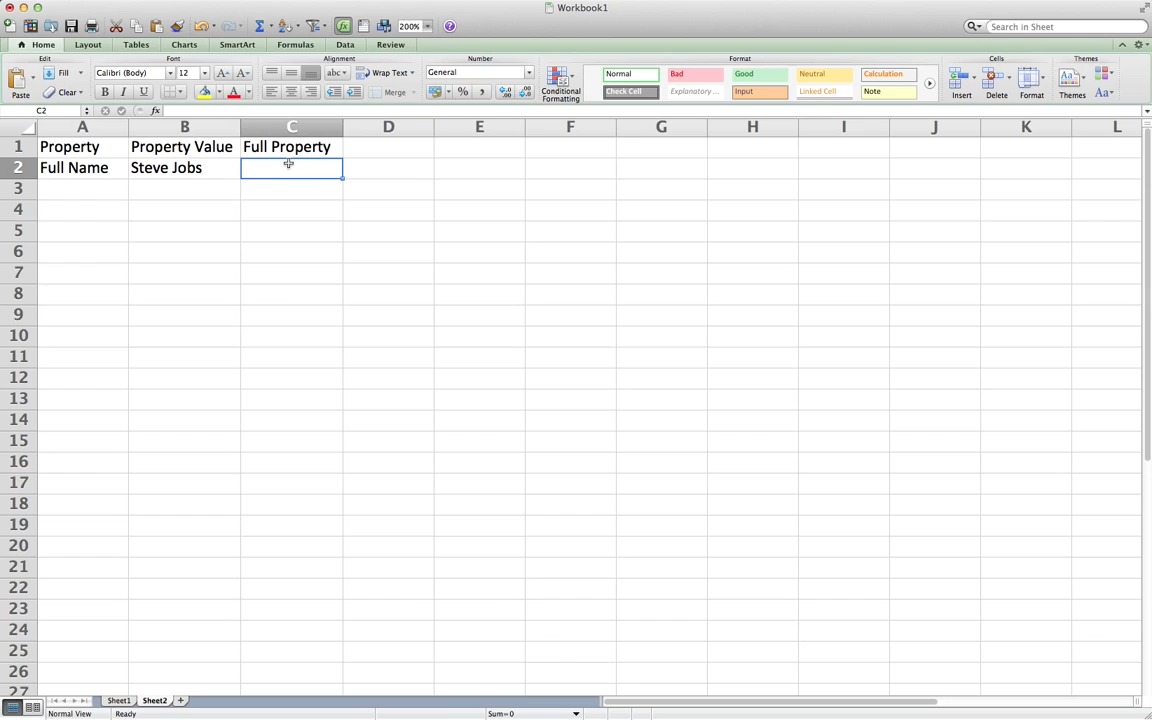 Workbook1
200%
Search in Sheet
Home Layout Tables Charts SmartArt Formulas Data Review
Edit Font Alignment Number Format Cells Themes
Fill Calibri (Body) 12 A A abc Wrap Text General Normal Bad Good Neutral Calculation
Paste Clear B I U A Merge % Conditional Formatting Check Cell Explanatory ... Input Linked Cell Note Insert Delete Format Themes Aa
C2 fx
A B C D E F G H I J K L
1 Property Property Value Full Property
2 Full Name Steve Jobs
3
4
5
6
7
8
9
10
11
12
13
14
15
16
17
18
19
20
21
22
23
24
25
26
27
Sheet1 Sheet2 +
Normal View Ready Sum=0